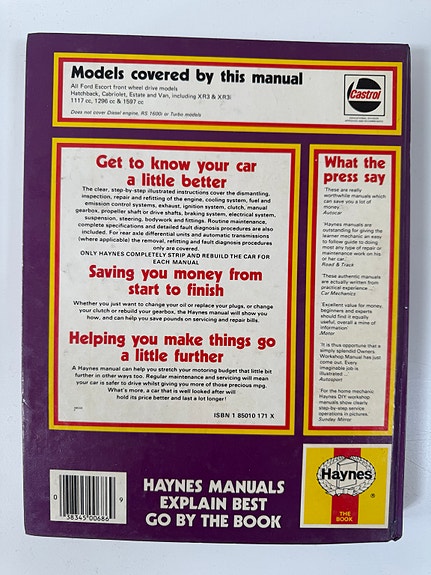 Models covered by this manual
All Ford Escort front wheel drive models
Hatchback, Cabriolet, Estate and Van, including XR3 & XR3i
1117 cc, 1296 cc & 1597 cc
Does not cover Diesel engine, RS 1600i or Turbo models
Castrol
Get to know your car
a little better
The clear, step-by-step illustrated instructions cover the dismantling,
inspection, repair and refitting of the engine, cooling system, fuel and
emission control systems, exhaust, ignition system, clutch, manual
gearbox, propeller shaft or drive shafts, braking system, electrical system,
suspension, steering, bodywork and fittings. Routine maintenance,
complete specifications and detailed fault diagnosis procedures are also
included. For rear axle differential units and automatic transmissions
(where applicable) the removal, refitting and fault diagnosis procedures
only are covered.
ONLY HAYNES COMPLETELY STRIP AND REBUILD THE CAR FOR
EACH MANUAL
Saving you money from
start to finish
Whether you just want to change your oil or replace your plugs, or change
your clutch or rebuild your gearbox, the Haynes manual will show you
how, and can help you save pounds on servicing and repair bills.
Helping you make things go
a little further
A Haynes manual can help you stretch your motoring budget that little bit
further in other ways too. Regular maintenance and servicing will mean
your car is safer to drive whilst giving you more of those precious mpg.
What's more, a car that is well looked after will
hold its price better and last a lot longer!
ISBN 1 85010 171 X
What the
press say
'These are really
worthwhile manuals which
can save you a lot of
money.'
Autocar
'Haynes manuals are
outstanding for giving the
learner mechanic an easy
to follow guide to doing
most any type of repair or
maintenance work on his
or her car...'
Road & Track
'These authentic manuals
are actually written from
practical experience ...'
Car Mechanics
'Excellent value for money,
beginners and experts
should find it equally
useful, overall a mine of
information'
Motor
'It is thus opportune that a
simply splendid Owners
Workshop Manual has
just come out. Every
imaginable job is
illustrated ...'
Autosport
'For the home mechanic
Haynes DIY workshop
manuals show clearly
step-by-step service
operations in pictures.'
Sunday Mirror
0 38345 00686 9
HAYNES MANUALS
EXPLAIN BEST
GO BY THE BOOK
Haynes
®
THE
BOOK